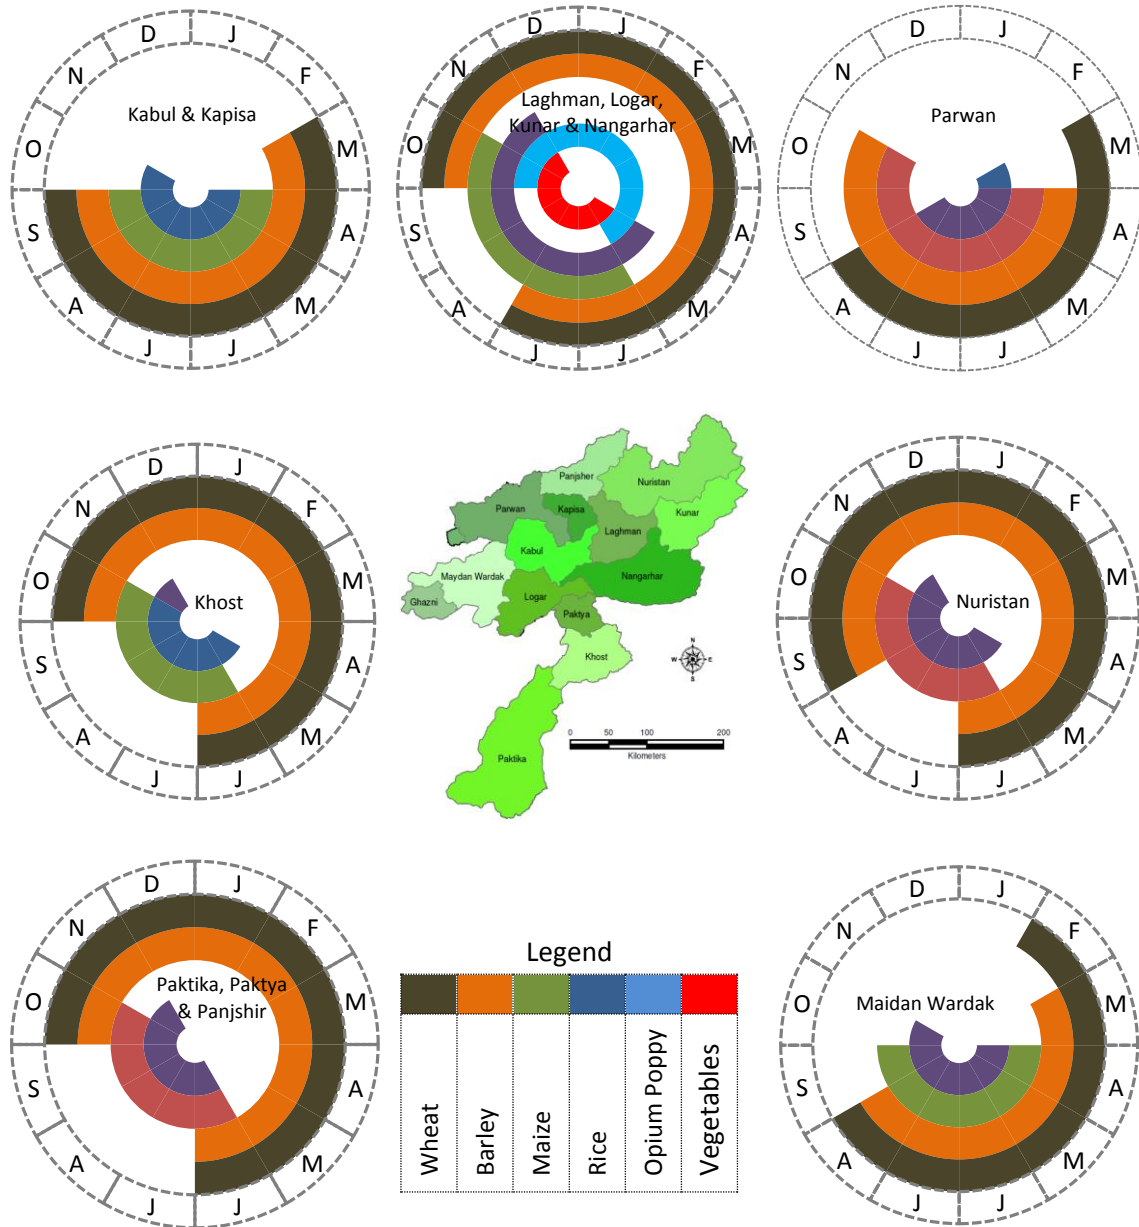 D J
N F
Kabul & Kapisa
O M
S A
A M
J J
D J
N F
Laghman, Logar,
Kunar & Nangarhar
O M
S A
A M
J J
D J
N F
Parwan
O M
S A
A M
J J
D J
N F
Khost
O M
S A
A M
J J
Panjsher
Nuristan
Parwan
Kapisa
Kunar
Laghman
Kabul
Maydan Wardak
Nangarhar
Ghazni
Logar
Paktya
Khost
Paktika
N
W E
S
0 50 100 200
Kilometers
D J
N F
Nuristan
O M
S A
A M
J J
D J
N F
Paktika, Paktya
& Panjshir
O M
S A
A M
J J
Legend
Wheat
Barley
Maize
Rice
Opium Poppy
Vegetables
D J
N F
Maidan Wardak
O M
S A
A M
J J